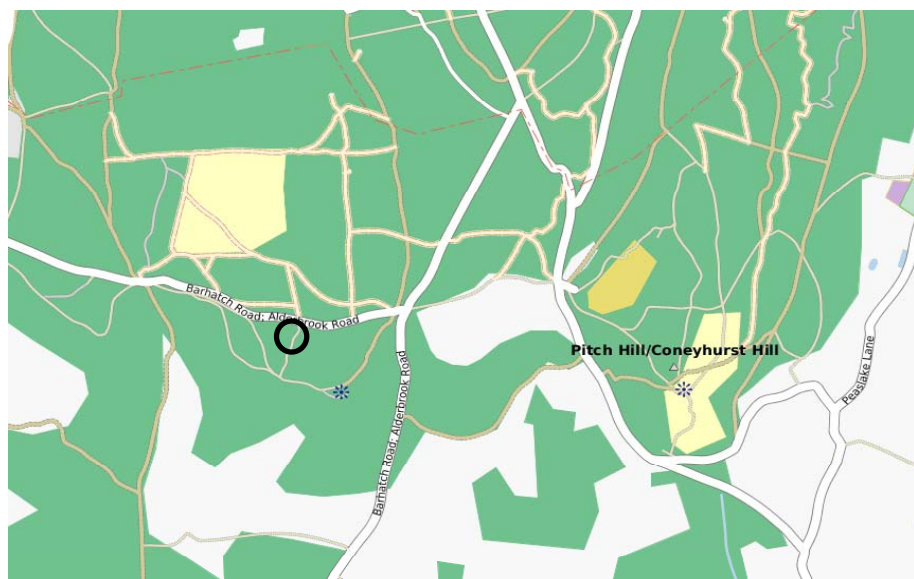 Barhatch Road; Alderbrook Road
Pitch Hill/Coneyhurst Hill
Barhatch Road; Alderbrook Road
Peaslake Lane